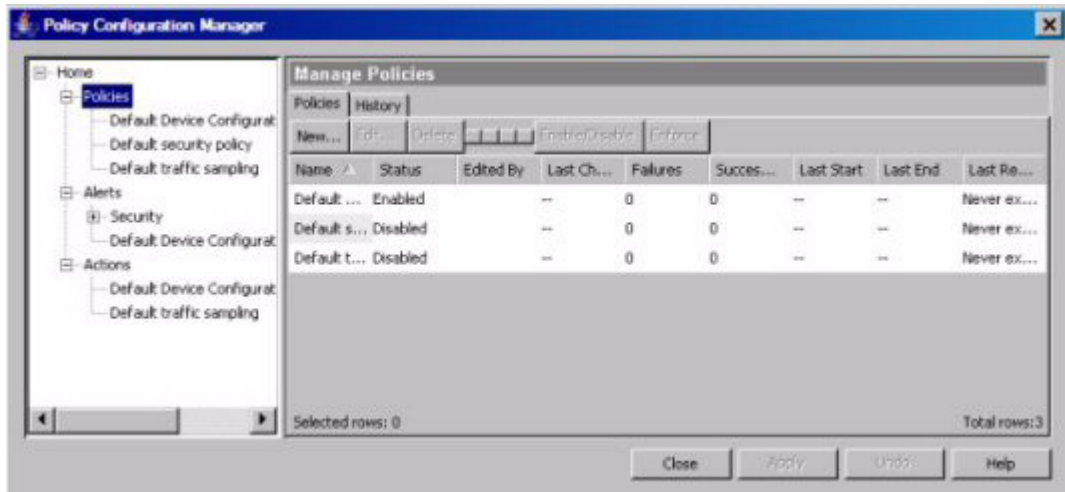 Policy Configuration Manager
Home
Policies
Default Device Configurat
Default security policy
Default traffic sampling
Alerts
Security
Default Device Configurat
Actions
Default Device Configurat
Default traffic sampling
Manage Policies
Policies History
New... Edit... Delete Enable/Disable Enforce
Name Status Edited By Last Ch... Failures Succes... Last Start Last End Last Re...
Default ... Enabled -- 0 0 -- -- Never ex...
Default s... Disabled -- 0 0 -- -- Never ex...
Default t... Disabled -- 0 0 -- -- Never ex...
Selected rows: 0 Total rows:3
Close Apply Undo Help